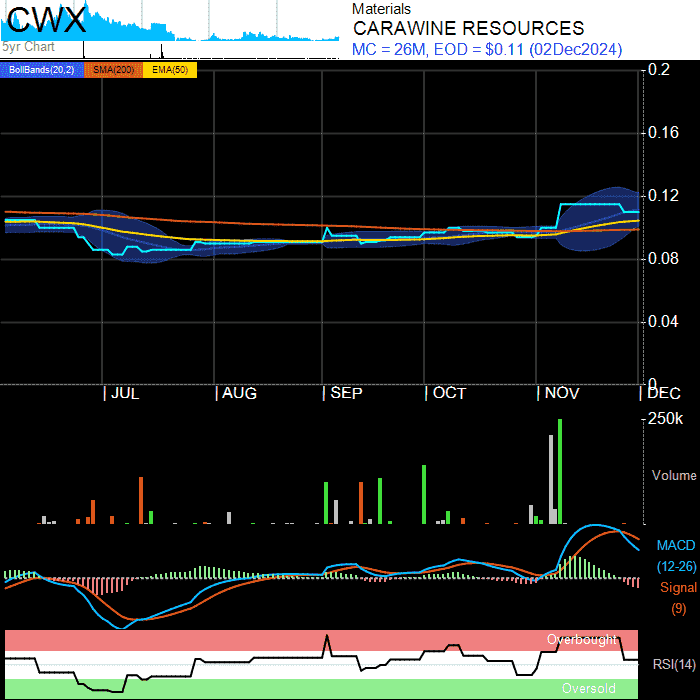 CWX
5yr Chart
Materials
CARAWINE RESOURCES
MC = 26M, EOD = $0.11 (02Dec2024)
BollBands(20,2) SMA(200) EMA(50)
0.2
0.16
0.12
0.08
0.04
0
JUL AUG SEP OCT NOV DEC
250k
Volume
MACD
(12-26)
Signal
(9)
Overbought
RSI(14)
Oversold